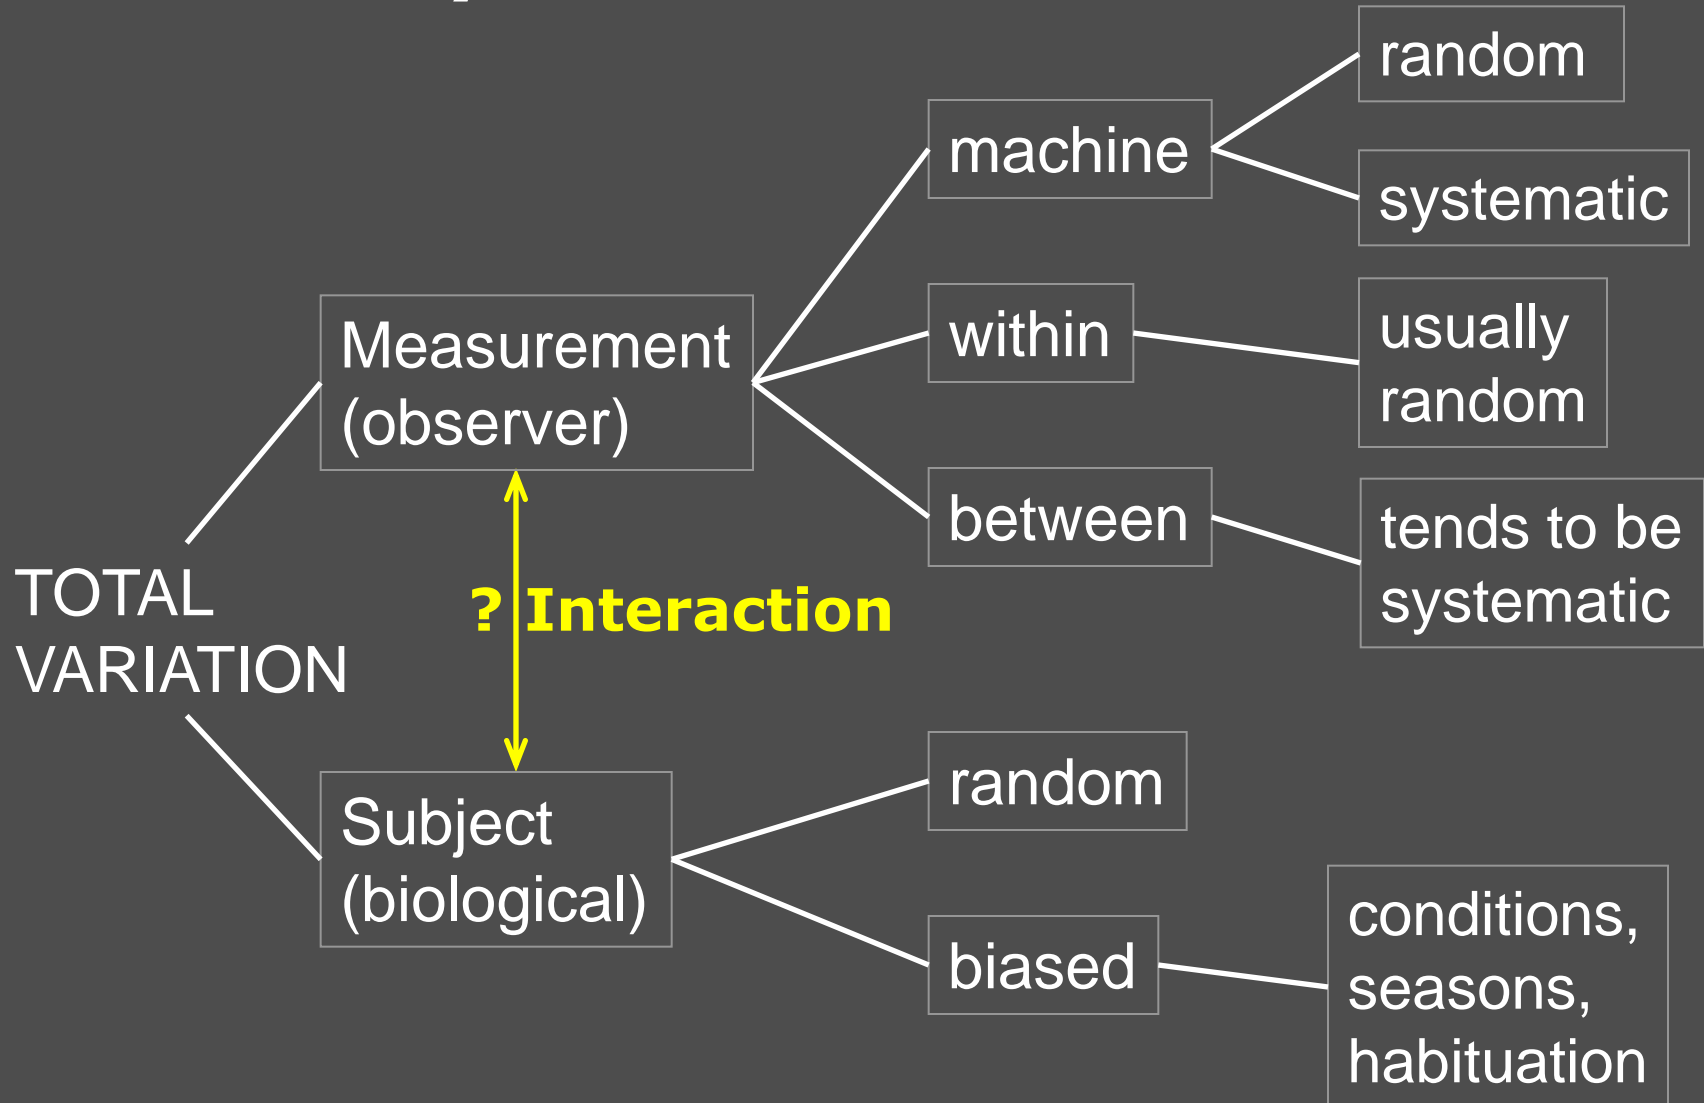 TOTAL
VARIATION
Measurement
(observer)
? Interaction
Subject
(biological)
machine
within
between
random
systematic
usually
random
tends to be
systematic
random
biased
conditions,
seasons,
habituation